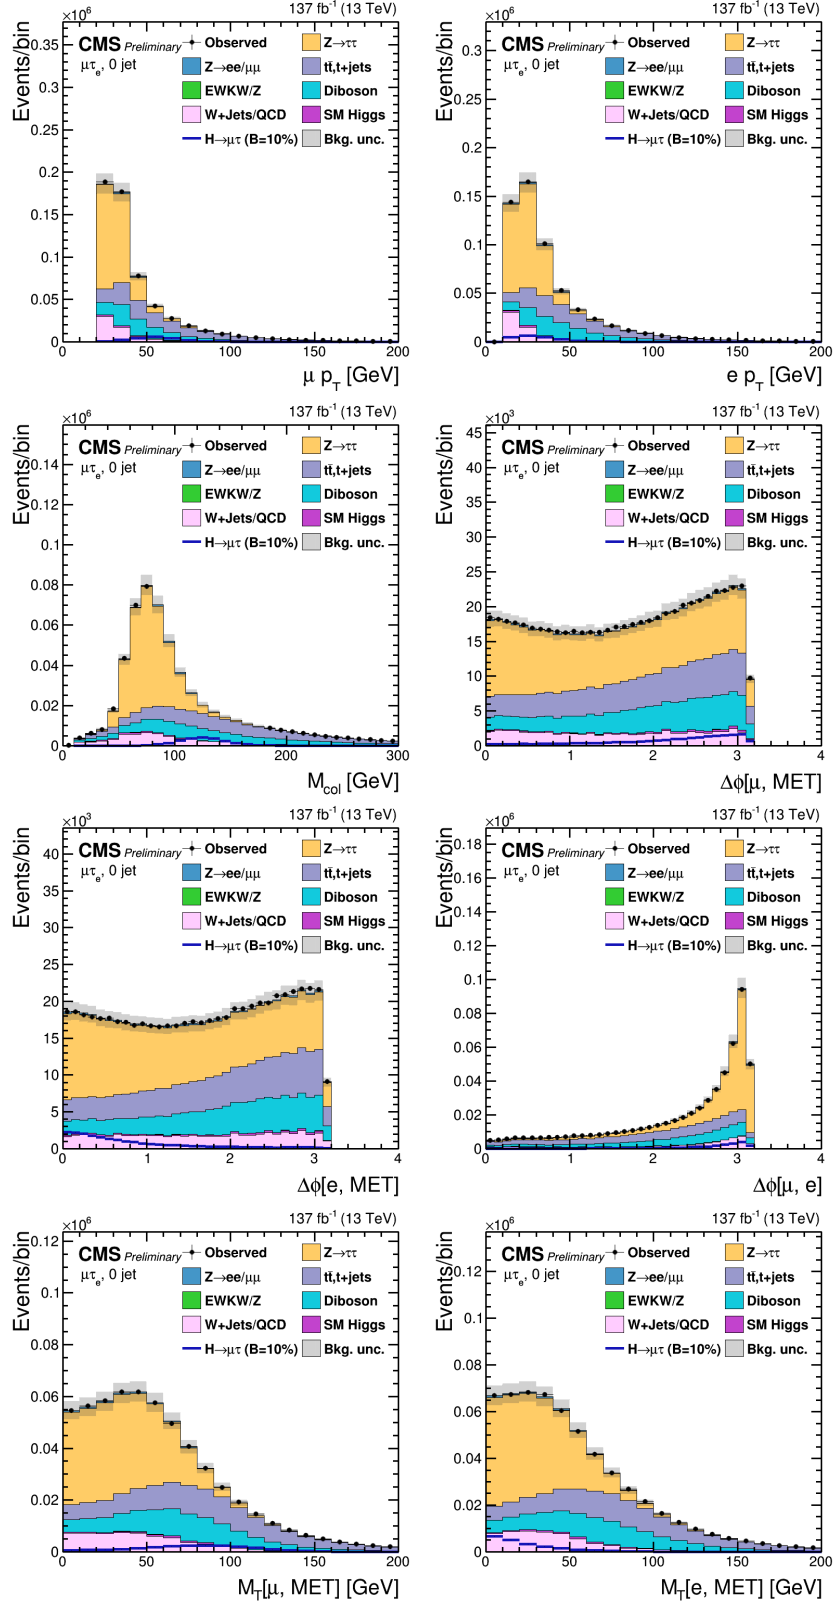 ×10⁶ 137 fb⁻¹ (13 TeV)
Events/bin
CMS Preliminary Observed Z→ττ
μτₑ, 0 jet Z→ee/μμ tt̄,t+jets
EWKW/Z Diboson
W+Jets/QCD SM Higgs
H→μτ (B=10%) Bkg. unc.
0.35
0.3
0.25
0.2
0.15
0.1
0.05
0
0 50 100 150 200
μ p_T [GeV]
×10⁶ 137 fb⁻¹ (13 TeV)
Events/bin
CMS Preliminary Observed Z→ττ
μτₑ, 0 jet Z→ee/μμ tt̄,t+jets
EWKW/Z Diboson
W+Jets/QCD SM Higgs
H→μτ (B=10%) Bkg. unc.
0.3
0.25
0.2
0.15
0.1
0.05
0
0 50 100 150 200
e p_T [GeV]
×10⁶ 137 fb⁻¹ (13 TeV)
Events/bin
CMS Preliminary Observed Z→ττ
μτₑ, 0 jet Z→ee/μμ tt̄,t+jets
EWKW/Z Diboson
W+Jets/QCD SM Higgs
H→μτ (B=10%) Bkg. unc.
0.14
0.12
0.1
0.08
0.06
0.04
0.02
0
0 100 200 300
M_col [GeV]
×10³ 137 fb⁻¹ (13 TeV)
Events/bin
CMS Preliminary Observed Z→ττ
μτₑ, 0 jet Z→ee/μμ tt̄,t+jets
EWKW/Z Diboson
W+Jets/QCD SM Higgs
H→μτ (B=10%) Bkg. unc.
45
40
35
30
25
20
15
10
5
0
0 1 2 3 4
Δϕ[μ, MET]
×10³ 137 fb⁻¹ (13 TeV)
Events/bin
CMS Preliminary Observed Z→ττ
μτₑ, 0 jet Z→ee/μμ tt̄,t+jets
EWKW/Z Diboson
W+Jets/QCD SM Higgs
H→μτ (B=10%) Bkg. unc.
40
35
30
25
20
15
10
5
0
0 1 2 3 4
Δϕ[e, MET]
×10⁶ 137 fb⁻¹ (13 TeV)
Events/bin
CMS Preliminary Observed Z→ττ
μτₑ, 0 jet Z→ee/μμ tt̄,t+jets
EWKW/Z Diboson
W+Jets/QCD SM Higgs
H→μτ (B=10%) Bkg. unc.
0.18
0.16
0.14
0.12
0.1
0.08
0.06
0.04
0.02
0
0 1 2 3 4
Δϕ[μ, e]
×10⁶ 137 fb⁻¹ (13 TeV)
Events/bin
CMS Preliminary Observed Z→ττ
μτₑ, 0 jet Z→ee/μμ tt̄,t+jets
EWKW/Z Diboson
W+Jets/QCD SM Higgs
H→μτ (B=10%) Bkg. unc.
0.12
0.1
0.08
0.06
0.04
0.02
0
0 50 100 150 200
M_T[μ, MET] [GeV]
×10⁶ 137 fb⁻¹ (13 TeV)
Events/bin
CMS Preliminary Observed Z→ττ
μτₑ, 0 jet Z→ee/μμ tt̄,t+jets
EWKW/Z Diboson
W+Jets/QCD SM Higgs
H→μτ (B=10%) Bkg. unc.
0.12
0.1
0.08
0.06
0.04
0.02
0
0 50 100 150 200
M_T[e, MET] [GeV]